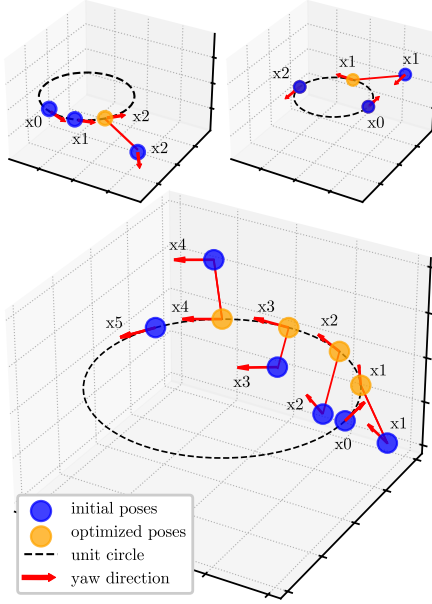 x0
x1
x2
x2
x2
x1
x1
x0
x4
x5
x4
x3
x2
x3
x1
x2
x0
x1
initial poses
optimized poses
unit circle
yaw direction